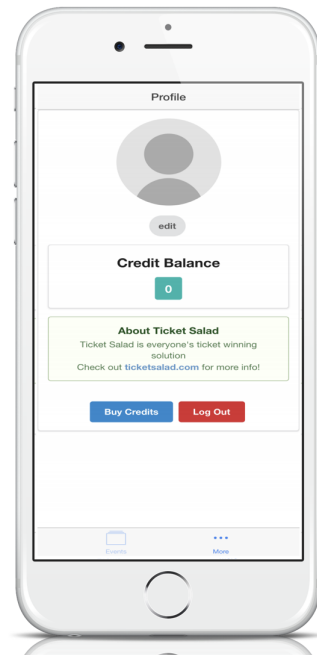 Profile
edit
Credit Balance
0
About Ticket Salad
Ticket Salad is everyone's ticket winning
solution
Check out ticketsalad.com for more info!
Buy Credits
Log Out
Events
More